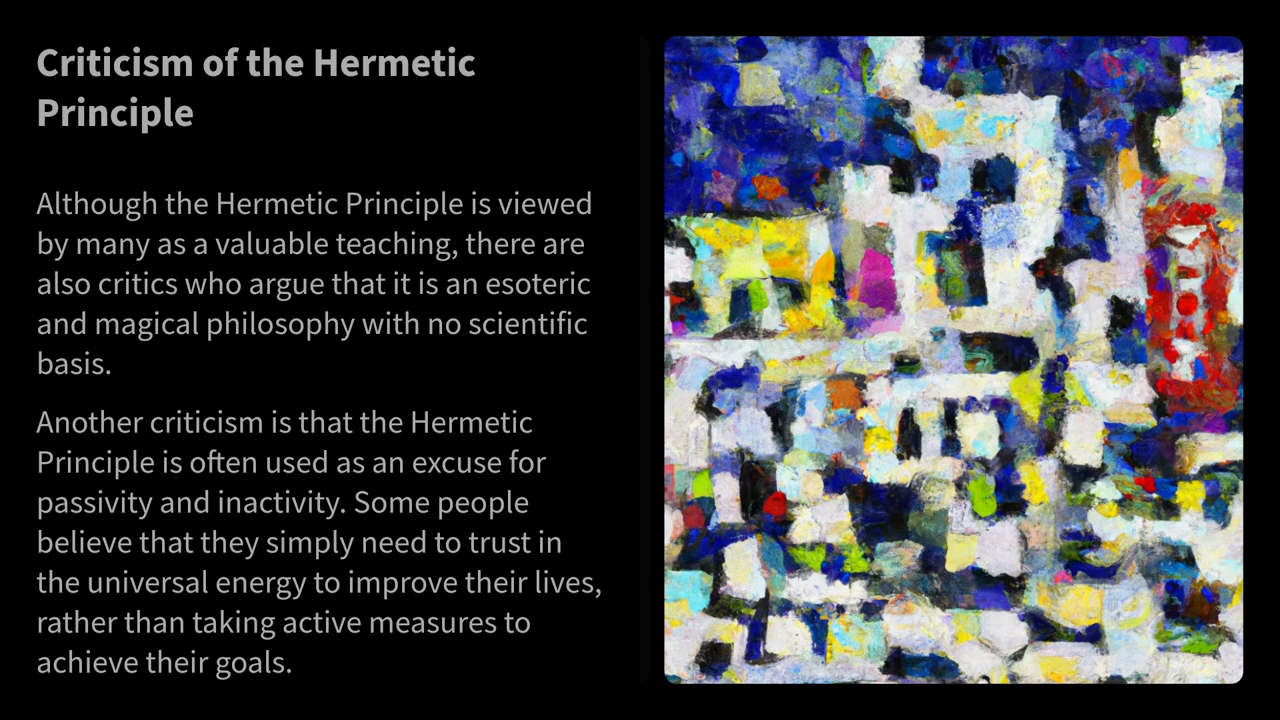 Criticism of the Hermetic
Principle
Although the Hermetic Principle is viewed
by many as a valuable teaching, there are
also critics who argue that it is an esoteric
and magical philosophy with no scientific
basis.
Another criticism is that the Hermetic
Principle is often used as an excuse for
passivity and inactivity. Some people
believe that they simply need to trust in
the universal energy to improve their lives,
rather than taking active measures to
achieve their goals.